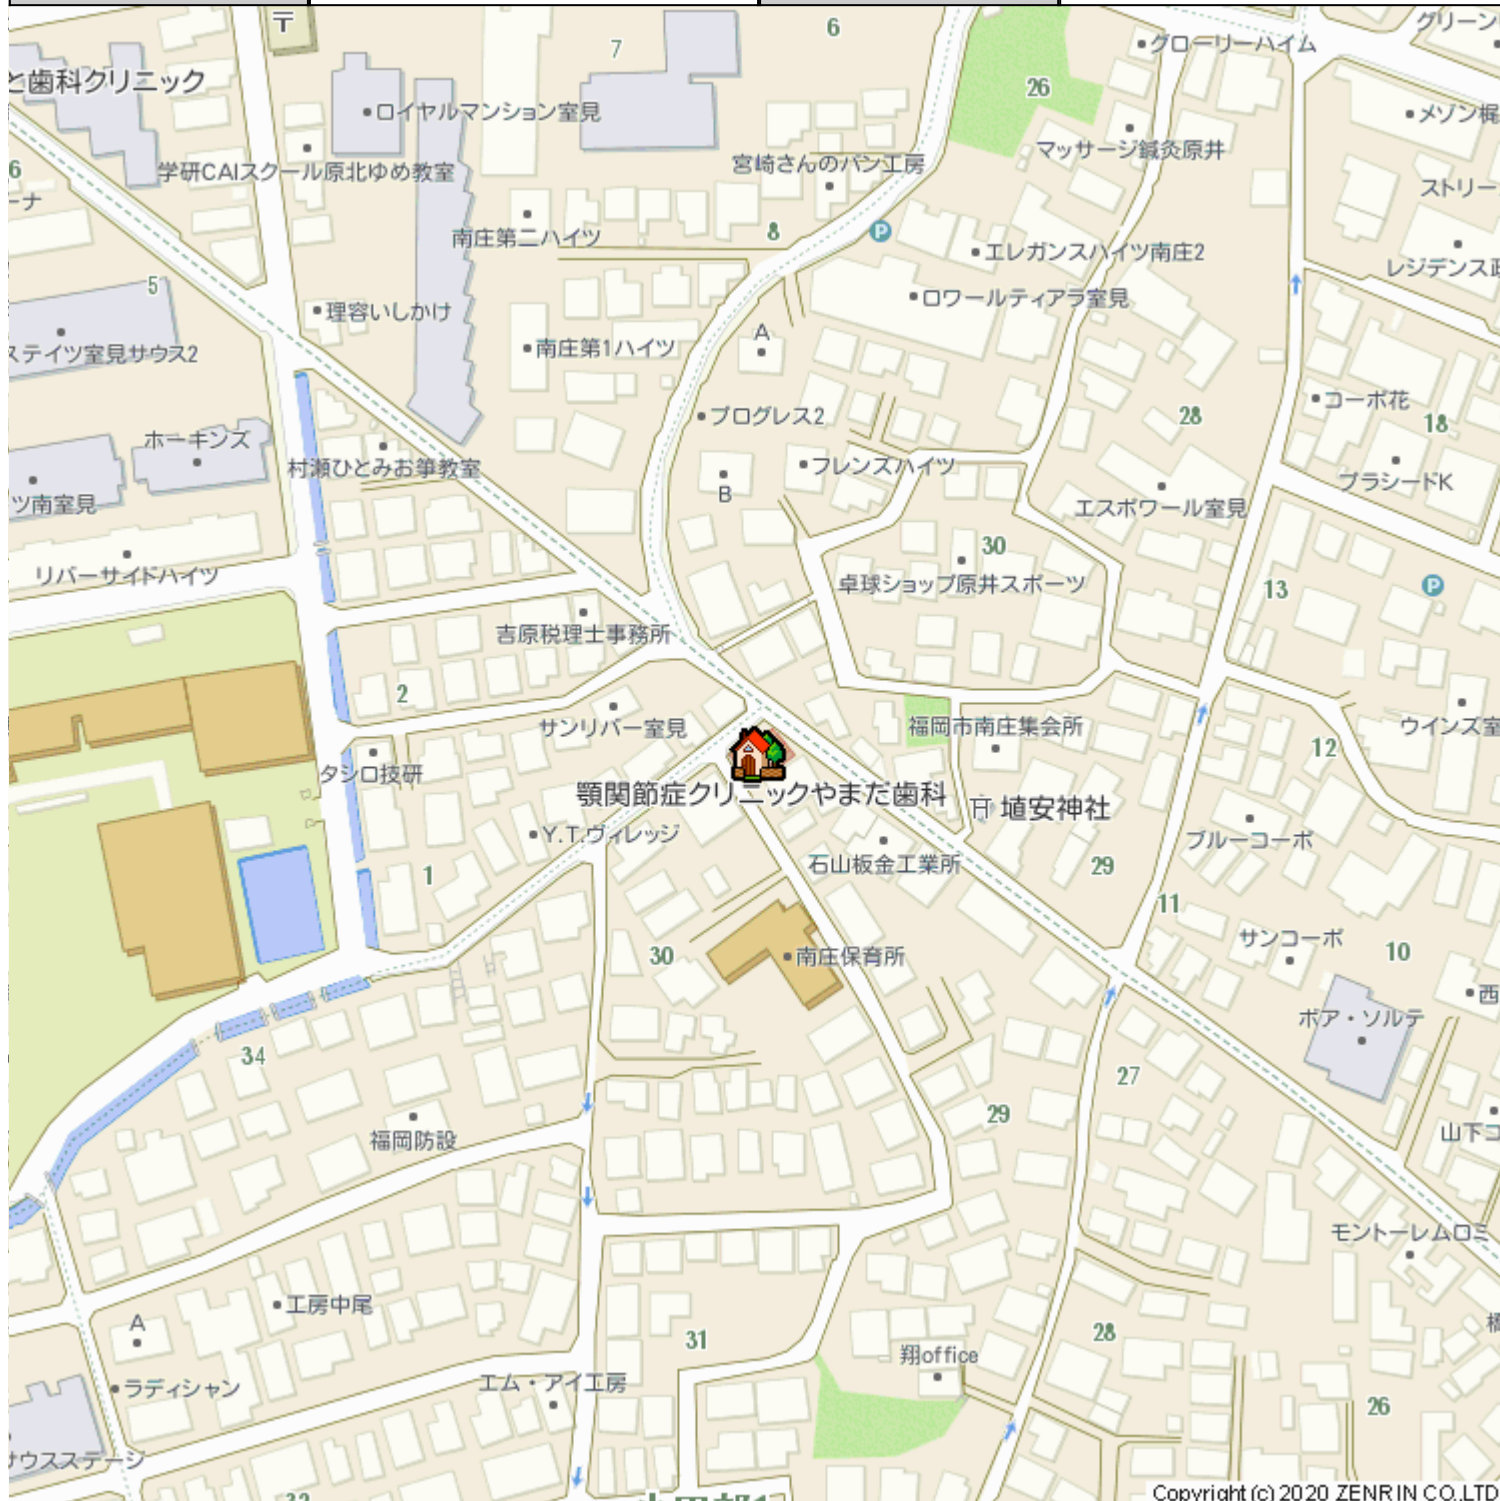 〒
6
グリーン
7
グローリーハイム
と歯科クリニック
26
ロイヤルマンション室見
メゾン梶
マッサージ鍼灸原井
宮崎さんのパン工房
6
学研CAIスクール原北ゆめ教室
ストリー
ーナ
8
P
南庄第二ハイツ
エレガンスハイツ南庄2
レジデンス
5
ロワールティアラ室見
理容いしかけ
A
ステイツ室見サウス2
南庄第1ハイツ
コーポ花
プログレス2
28
18
ホーキンズ
村瀬ひとみお箏教室
フレンズハイツ
プラシードK
B
ツ南室見
エスポワール室見
30
リバーサイドハイツ
卓球ショップ原井スポーツ
13
P
吉原税理士事務所
2
サンリバー室見
福岡市南庄集会所
ウインズ室
12
タシロ技研
顎関節症クリニックやまだ歯科
埴安神社
Y.T.ヴィレッジ
ブルーコーポ
石山板金工業所
29
1
11
サンコーポ
30
南庄保育所
10
西
ボア・ソルテ
34
27
29
福岡防設
山下コ
モントーレムロミ
工房中尾
A
28
31
翔office
ラディシャン
エム・アイ工房
26
サウスステージ
32
Copyright (c) 2020 ZENRIN CO.,LTD